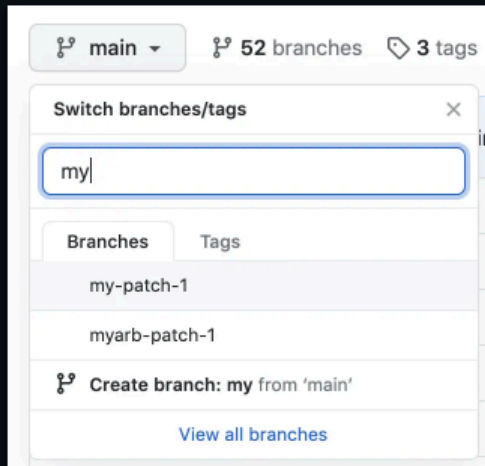 main 52 branches 3 tags
Switch branches/tags
my
Branches Tags
my-patch-1
myarb-patch-1
Create branch: my from ‘main’
View all branches